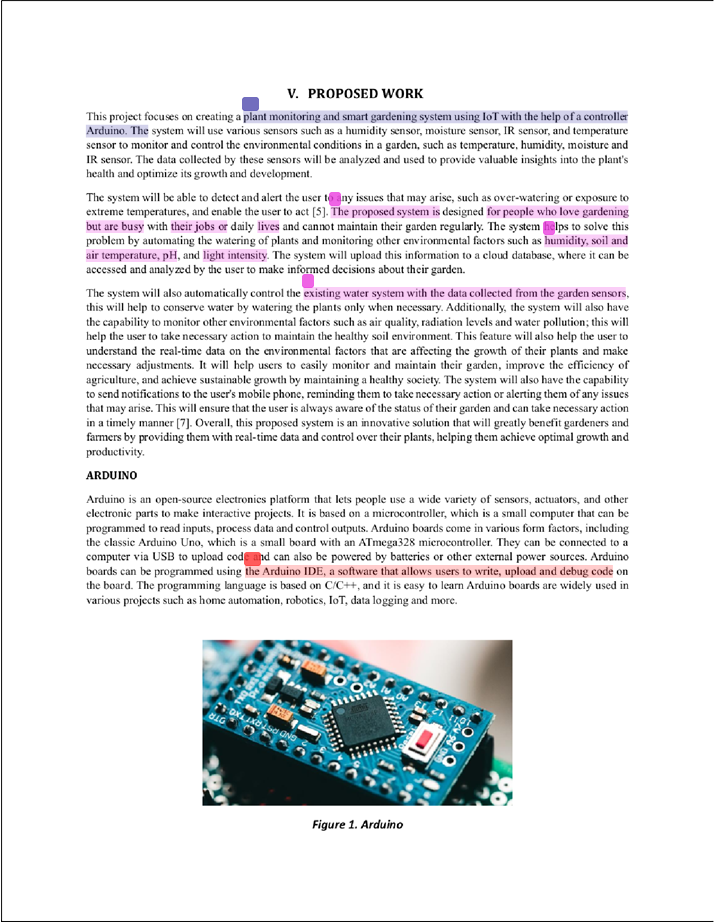 V. PROPOSED WORK
This project focuses on creating a plant monitoring and smart gardening system using IoT with the help of a controller
Arduino. The system will use various sensors such as a humidity sensor, moisture sensor, IR sensor, and temperature
sensor to monitor and control the environmental conditions in a garden, such as temperature, humidity, moisture and
IR sensor. The data collected by these sensors will be analyzed and used to provide valuable insights into the plant's
health and optimize its growth and development.
The system will be able to detect and alert the user to any issues that may arise, such as over-watering or exposure to
extreme temperatures, and enable the user to act [5]. The proposed system is designed for people who love gardening
but are busy with their jobs or daily lives and cannot maintain their garden regularly. The system helps to solve this
problem by automating the watering of plants and monitoring other environmental factors such as humidity, soil and
air temperature, pH, and light intensity. The system will upload this information to a cloud database, where it can be
accessed and analyzed by the user to make informed decisions about their garden.
The system will also automatically control the existing water system with the data collected from the garden sensors,
this will help to conserve water by watering the plants only when necessary. Additionally, the system will also have
the capability to monitor other environmental factors such as air quality, radiation levels and water pollution; this will
help the user to take necessary action to maintain the healthy soil environment. This feature will also help the user to
understand the real-time data on the environmental factors that are affecting the growth of their plants and make
necessary adjustments. It will help users to easily monitor and maintain their garden, improve the efficiency of
agriculture, and achieve sustainable growth by maintaining a healthy society. The system will also have the capability
to send notifications to the user's mobile phone, reminding them to take necessary action or alerting them of any issues
that may arise. This will ensure that the user is always aware of the status of their garden and can take necessary action
in a timely manner [7]. Overall, this proposed system is an innovative solution that will greatly benefit gardeners and
farmers by providing them with real-time data and control over their plants, helping them achieve optimal growth and
productivity.
ARDUINO
Arduino is an open-source electronics platform that lets people use a wide variety of sensors, actuators, and other
electronic parts to make interactive projects. It is based on a microcontroller, which is a small computer that can be
programmed to read inputs, process data and control outputs. Arduino boards come in various form factors, including
the classic Arduino Uno, which is a small board with an ATmega328 microcontroller. They can be connected to a
computer via USB to upload code and can also be powered by batteries or other external power sources. Arduino
boards can be programmed using the Arduino IDE, a software that allows users to write, upload and debug code on
the board. The programming language is based on C/C++, and it is easy to learn Arduino boards are widely used in
various projects such as home automation, robotics, IoT, data logging and more.
Figure 1. Arduino